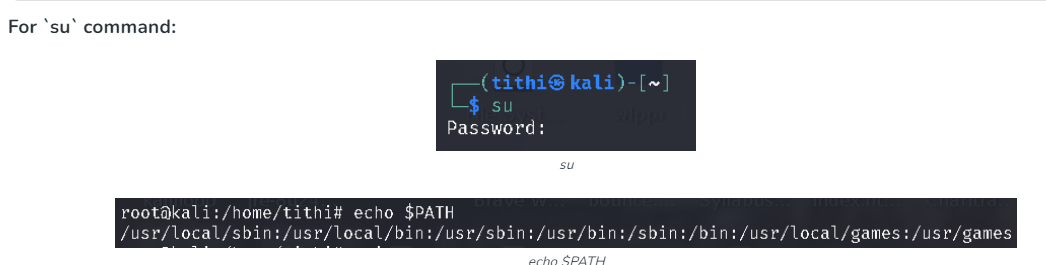 For `su` command:
┌──(tithi㉿kali)-[~]
└─$ su
Password:
su
root@kali:/home/tithi# echo $PATH
/usr/local/sbin:/usr/local/bin:/usr/sbin:/usr/bin:/sbin:/bin:/usr/local/games:/usr/games
echo $PATH